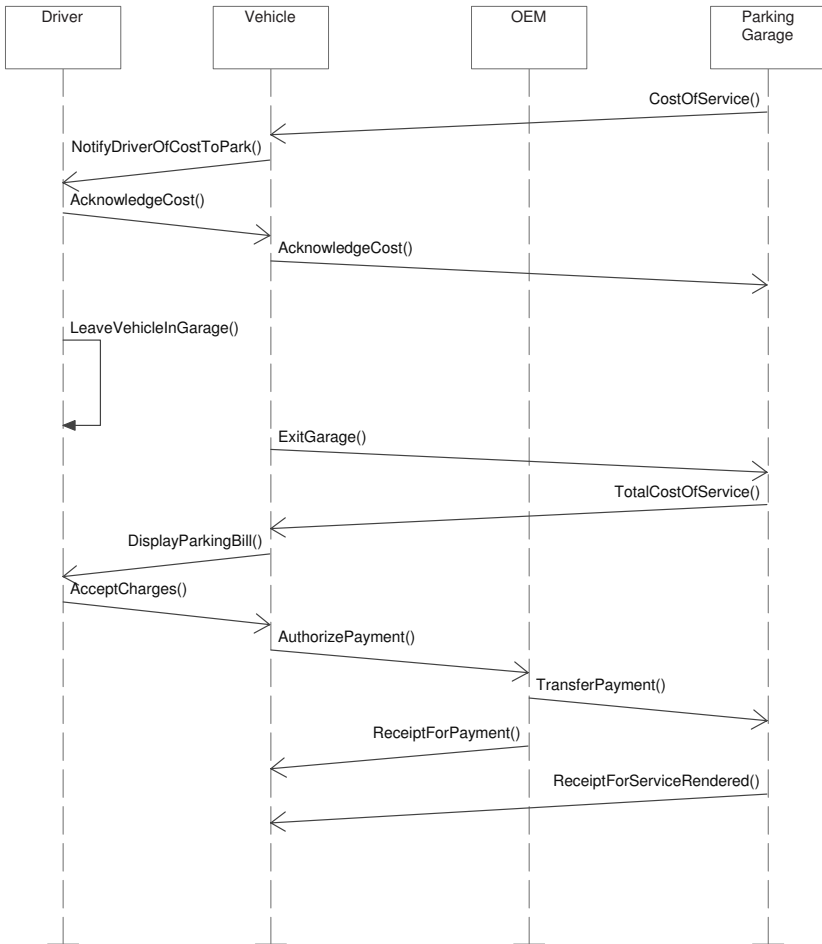 Driver
Vehicle
OEM
Parking
Garage
CostOfService()
NotifyDriverOfCostToPark()
AcknowledgeCost()
AcknowledgeCost()
LeaveVehicleInGarage()
ExitGarage()
TotalCostOfService()
DisplayParkingBill()
AcceptCharges()
AuthorizePayment()
TransferPayment()
ReceiptForPayment()
ReceiptForServiceRendered()